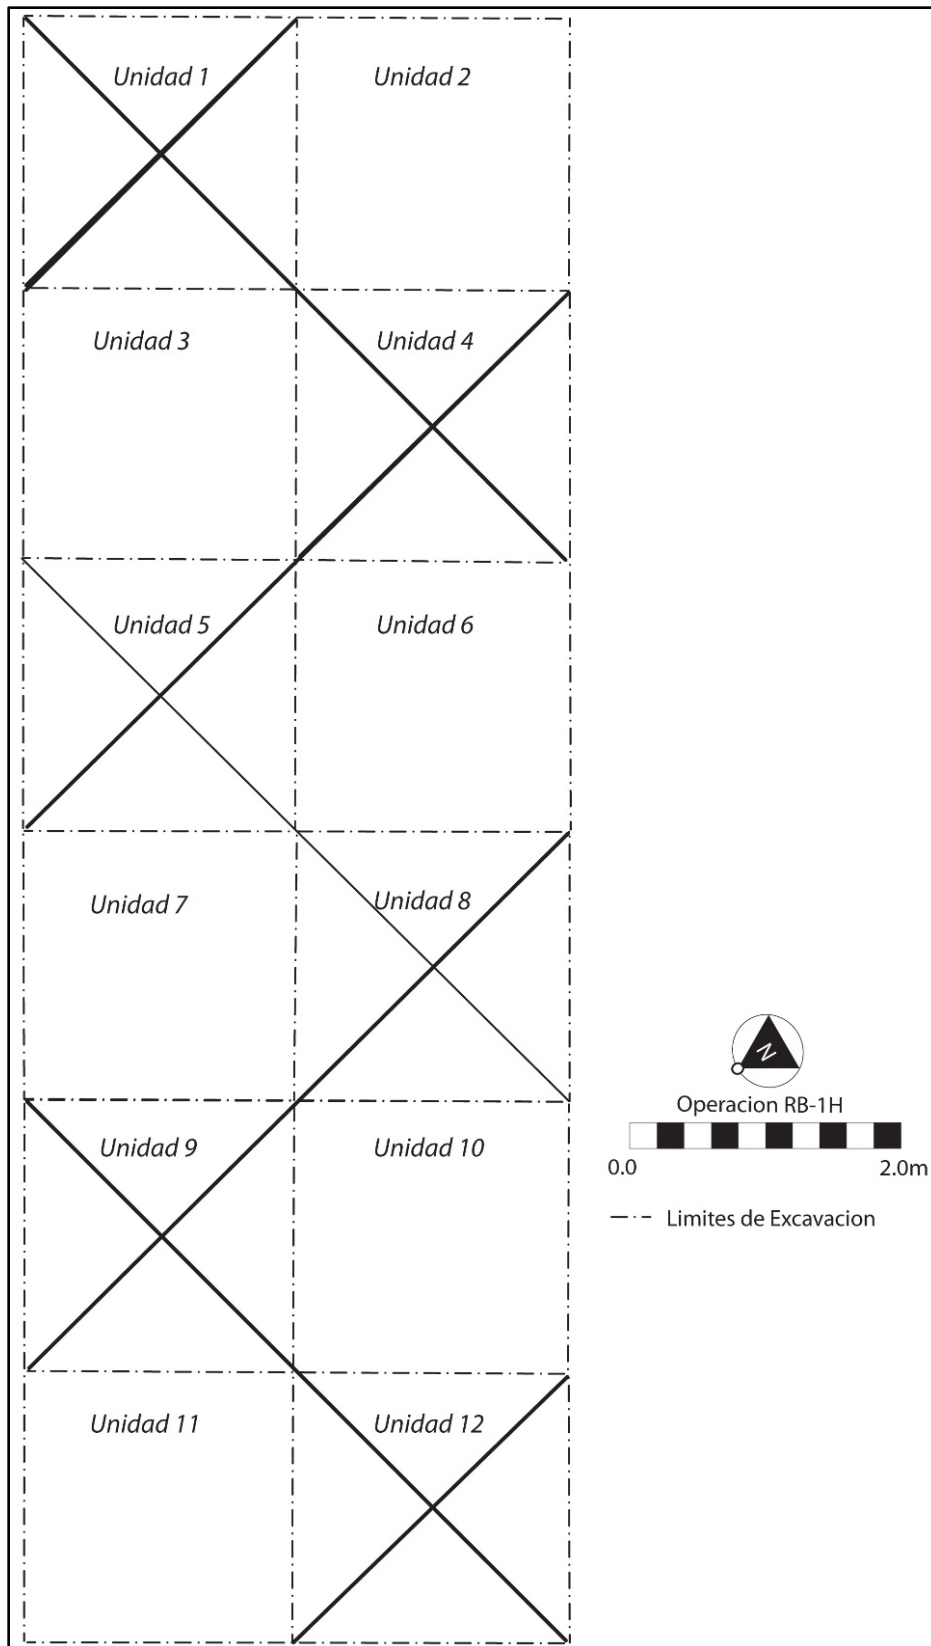 Unidad 1
Unidad 2
Unidad 3
Unidad 4
Unidad 5
Unidad 6
Unidad 7
Unidad 8
Unidad 9
Unidad 10
Unidad 11
Unidad 12
N
Operacion RB-1H
0.0 2.0m
Limites de Excavacion